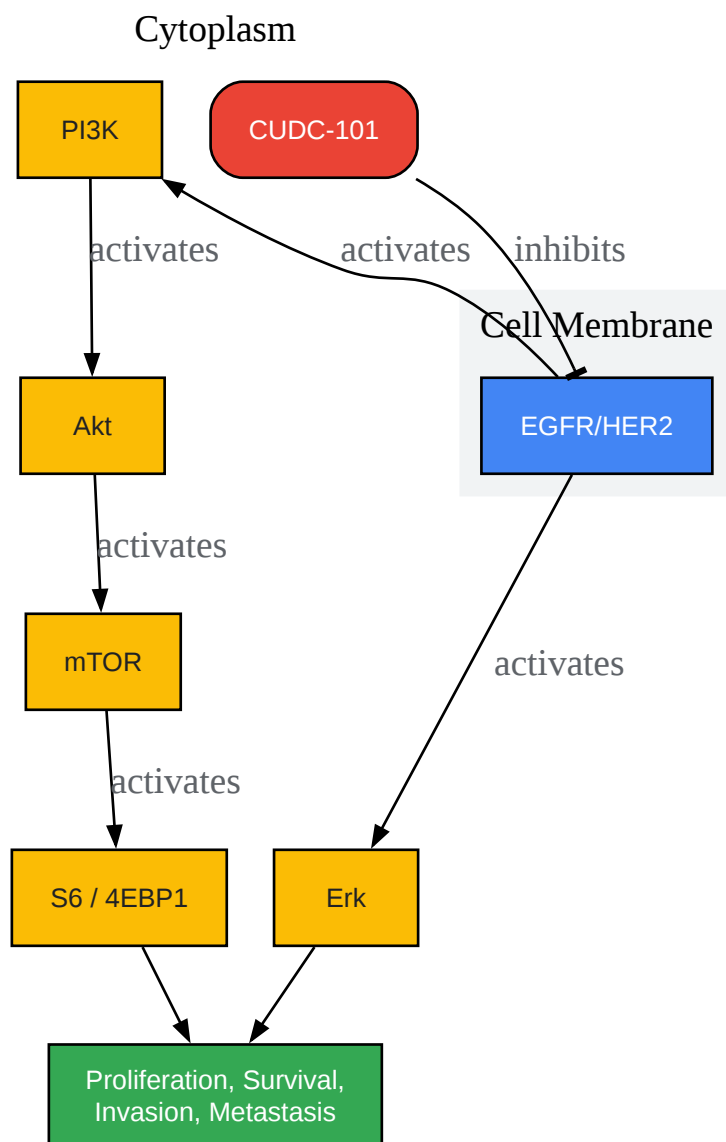 Cytoplasm
PI3K
CUDC-101
activates
activates
inhibits
Cell Membrane
Akt
EGFR/HER2
activates
mTOR
activates
activates
S6 / 4EBP1
Erk
Proliferation, Survival,
Invasion, Metastasis